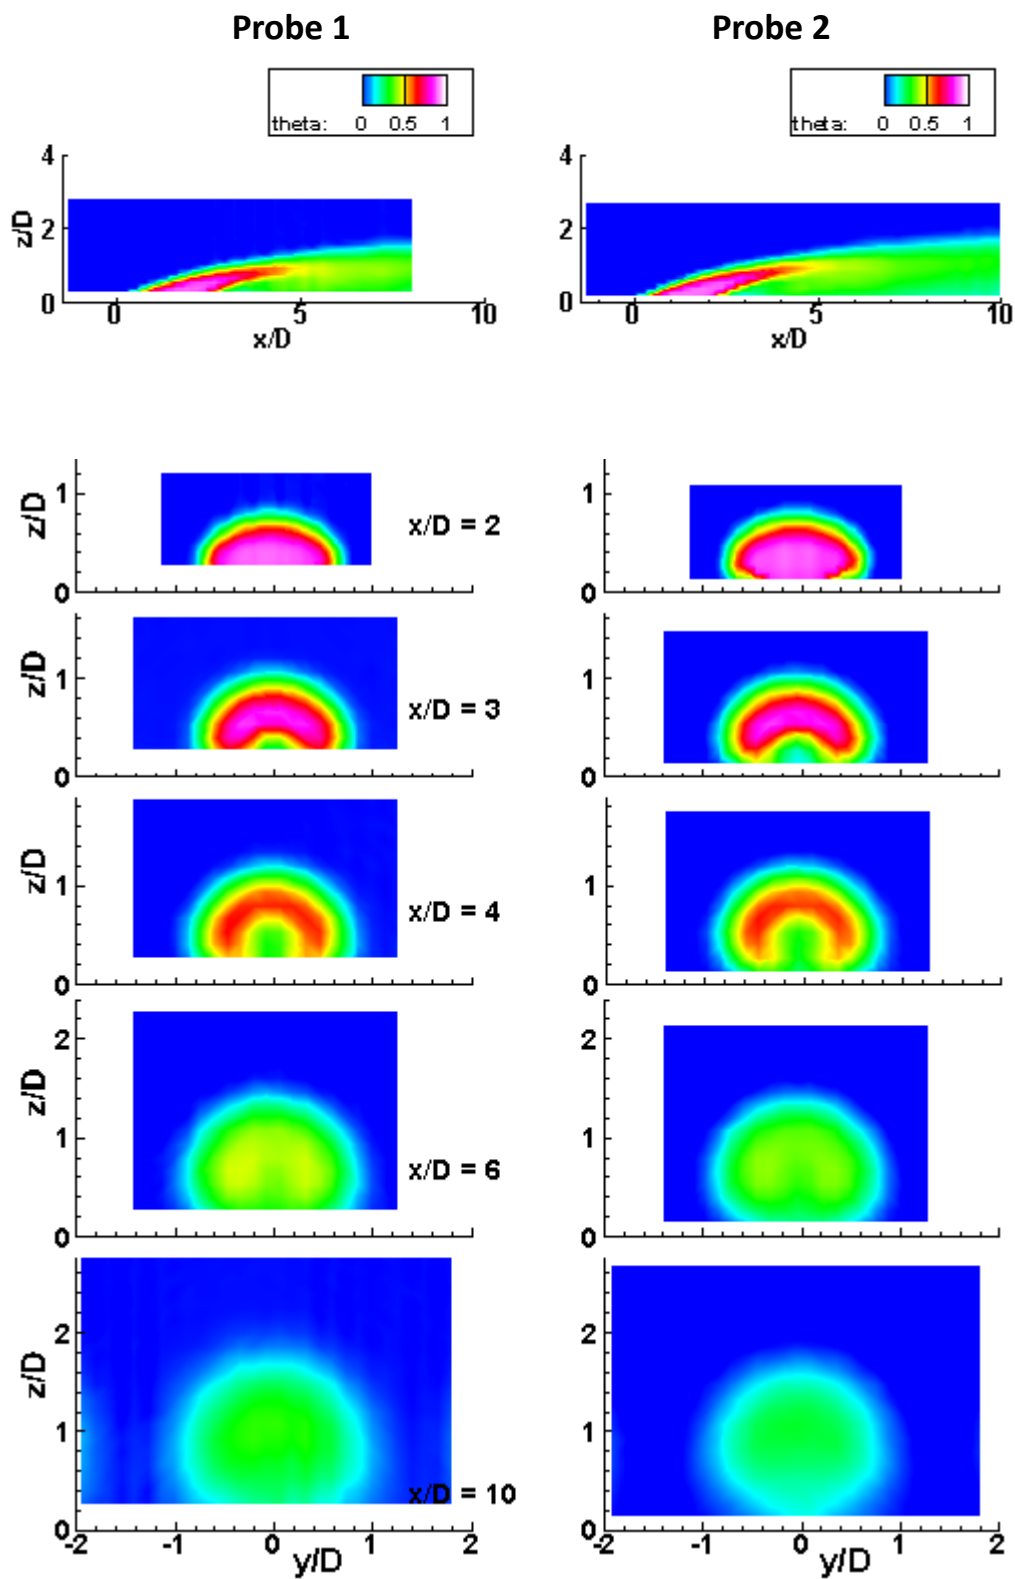 Probe 1 Probe 2
theta: 0 0.5 1 theta: 0 0.5 1
4 4
z/D 2 2
0 0
0 5 10 0 5 10
x/D x/D
z/D 1 x/D = 2 1
0 0
z/D 1 x/D = 3 1
0 0
z/D 1 x/D = 4 1
0 0
2 2
z/D 1 x/D = 6 1
0 0
2 2
z/D
1 1
x/D = 10
0 0
-2 -1 0 1 2 -2 -1 0 1 2
y/D y/D